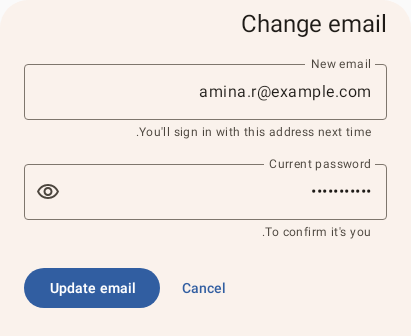 Change email
New email
amina.r@example.com
.You'll sign in with this address next time
Current password
•••••••••••
.To confirm it's you
Update email
Cancel